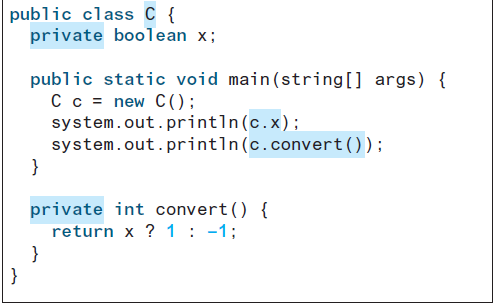 public class C {
private boolean x;
public static void main(string[] args) {
C c = new C();
system.out.println(c.x);
system.out.println(c.convert());
}
private int convert() {
return x ? 1 : –1;
}
}